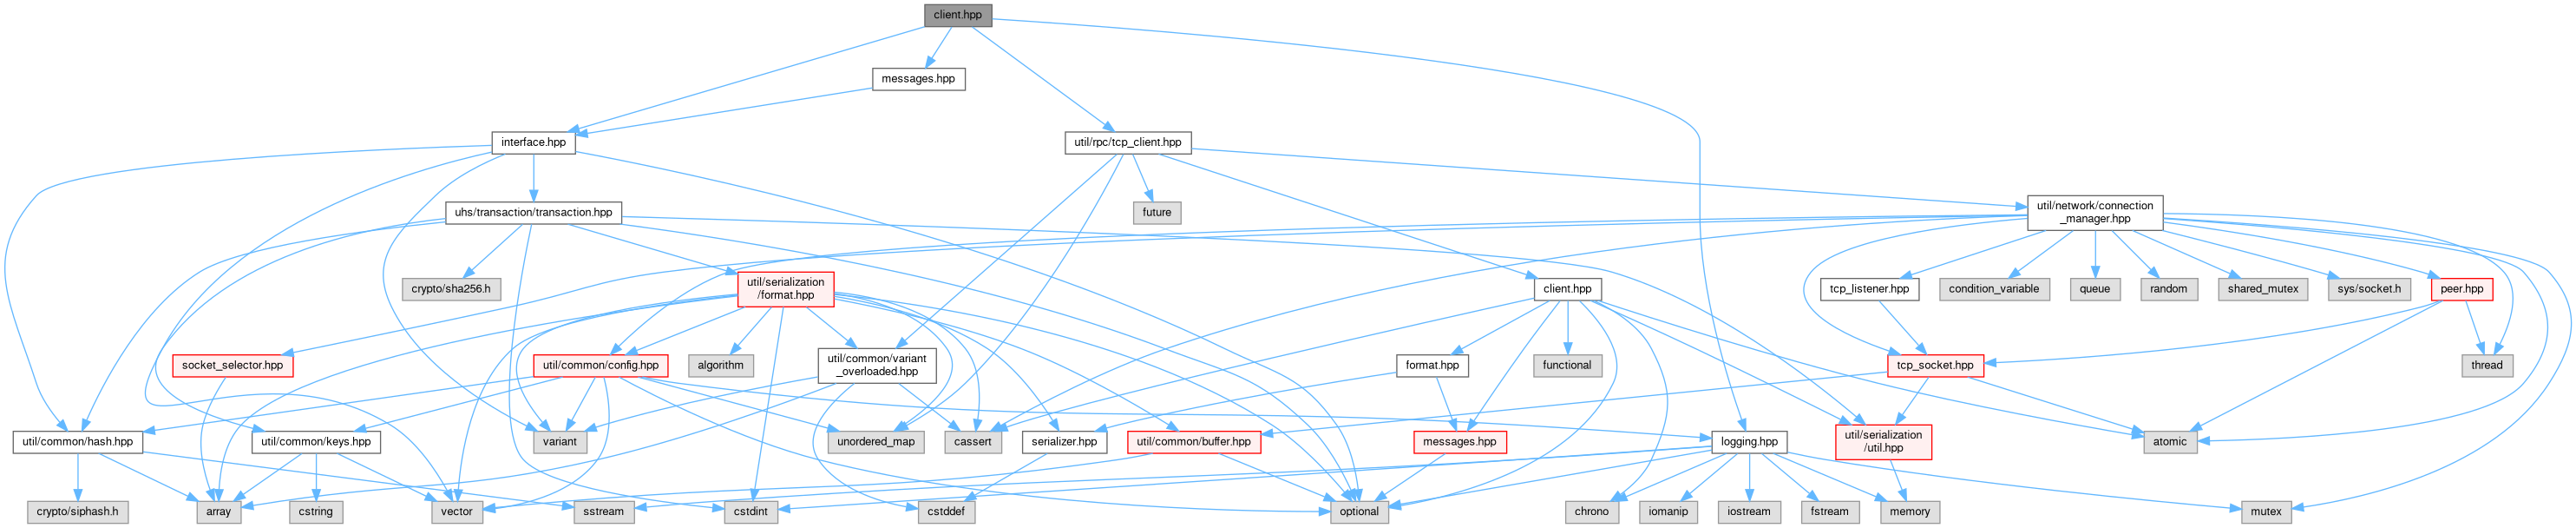 client.hpp
messages.hpp
interface.hpp
util/rpc/tcp_client.hpp
uhs/transaction/transaction.hpp
future
util/network/connection
_manager.hpp
crypto/sha256.h
util/serialization
/format.hpp
client.hpp
tcp_listener.hpp
condition_variable
queue
random
shared_mutex
sys/socket.h
peer.hpp
socket_selector.hpp
util/common/config.hpp
algorithm
util/common/variant
_overloaded.hpp
format.hpp
functional
tcp_socket.hpp
thread
util/common/hash.hpp
util/common/keys.hpp
variant
unordered_map
cassert
serializer.hpp
util/common/buffer.hpp
messages.hpp
logging.hpp
util/serialization
/util.hpp
atomic
crypto/siphash.h
array
cstring
vector
sstream
cstdint
cstddef
optional
chrono
iomanip
iostream
fstream
memory
mutex